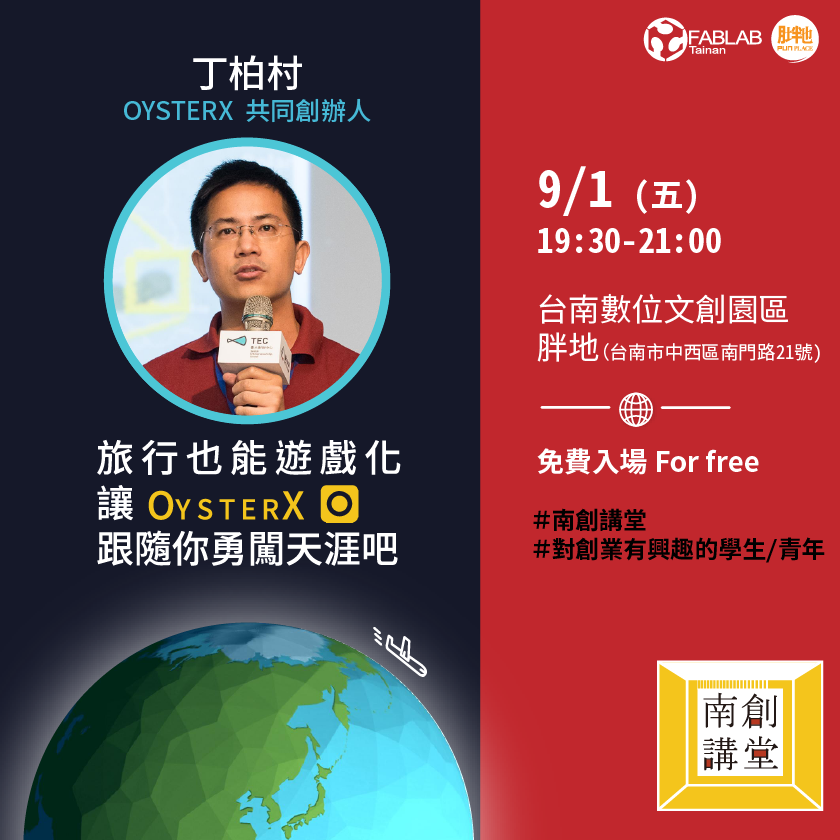 FABLAB
Tainan
胖地
FUN PLACE
丁柏村
OYSTERX 共同創辦人
TEC
旅行也能遊戲化
讓 OYSTERX
跟隨你勇闖天涯吧
9/1 (五)
19:30-21:00
台南數位文創園區
胖地(台南市中西區南門路21號)
免費入場 For free
#南創講堂
#對創業有興趣的學生/青年
南創
講堂